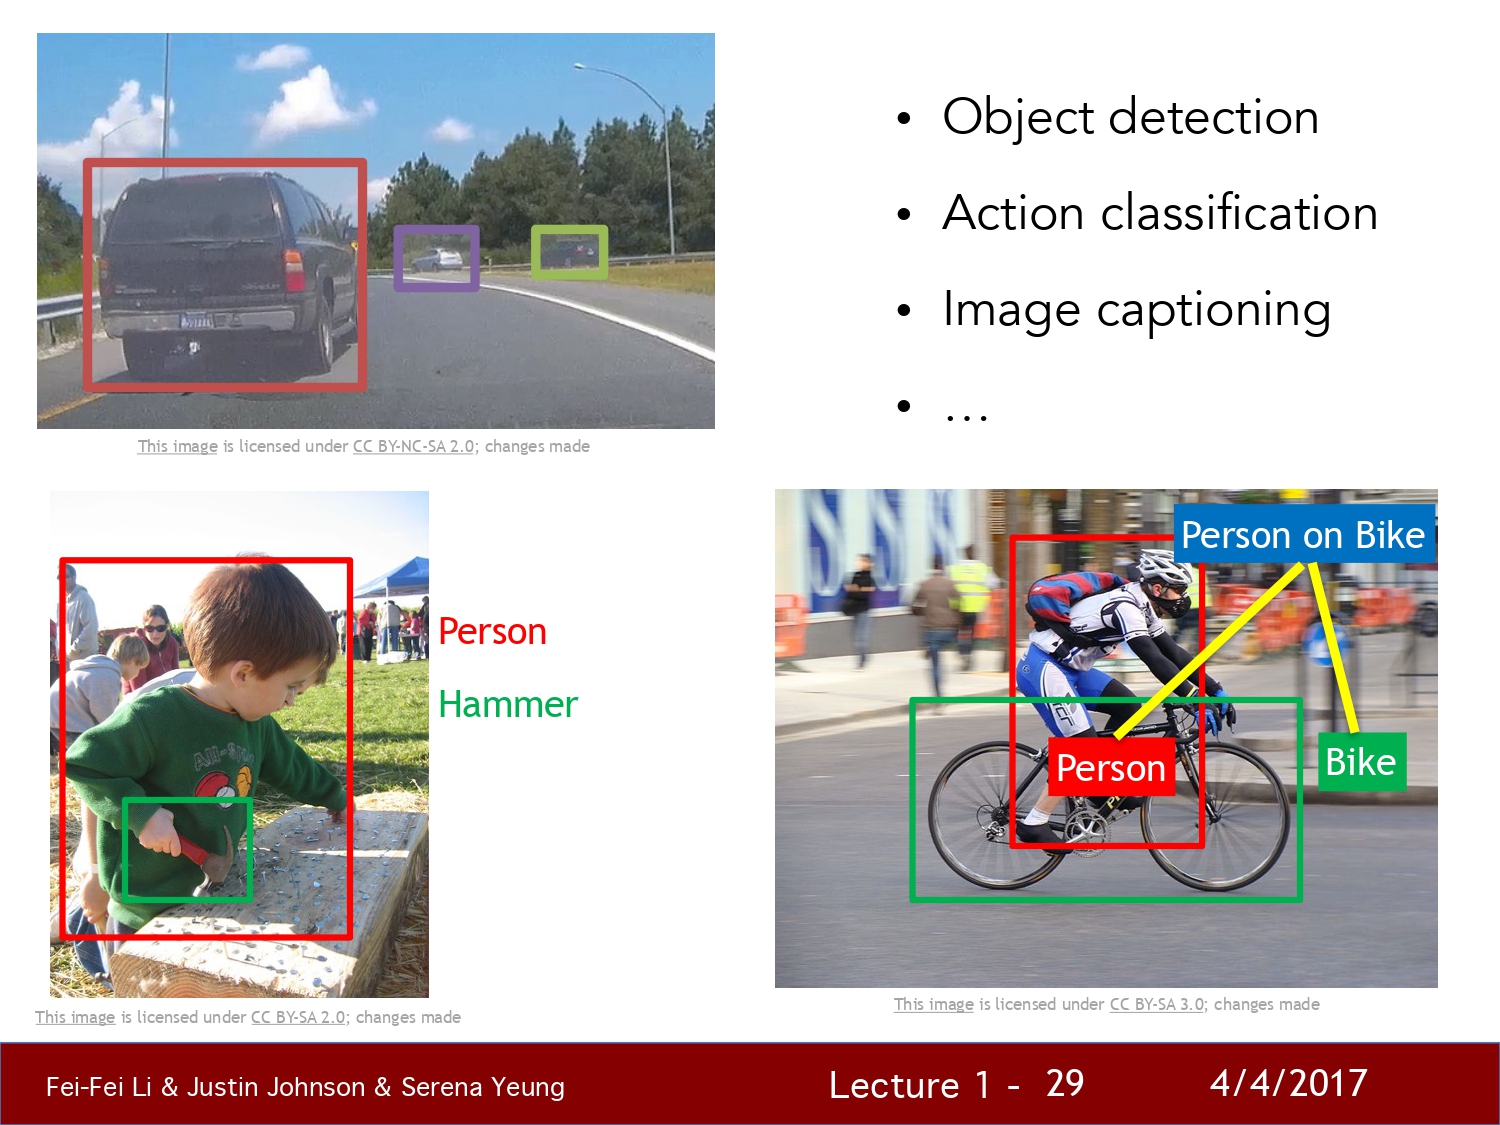 • Object detection
• Action classification
• Image captioning
• …
This image is licensed under CC BY-NC-SA 2.0; changes made
Person
Hammer
Person on Bike
Person
Bike
This image is licensed under CC BY-SA 2.0; changes made
This image is licensed under CC BY-SA 3.0; changes made
Fei-Fei Li & Justin Johnson & Serena Yeung
Lecture 1 - 29
4/4/2017